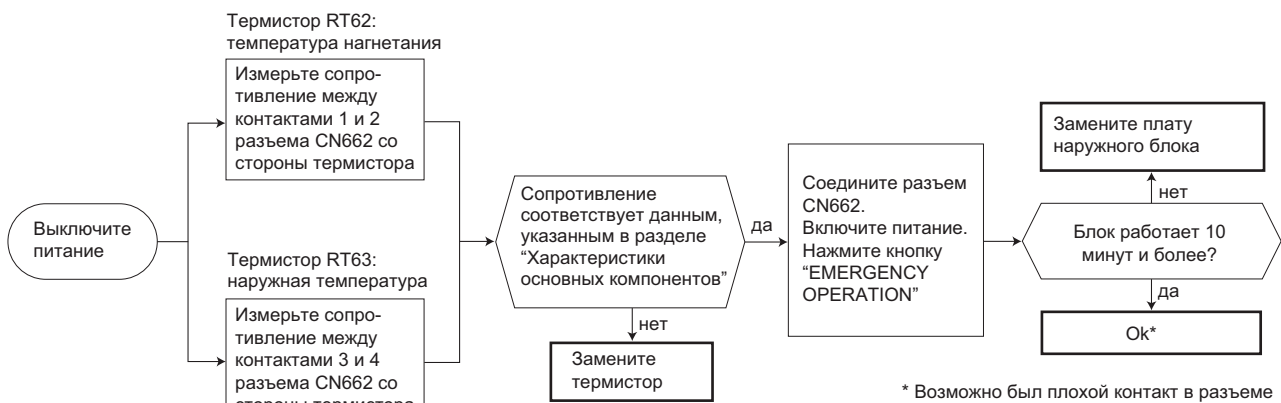 Термистор RT62:
температура нагнетания
Измерьте сопро-
тивление между
контактами 1 и 2
разъема CN662 со
стороны термистора
Выключите
питание
Термистор RT63:
наружная температура
Измерьте сопро-
тивление между
контактами 3 и 4
разъема CN662 со
стороны термистора
Сопротивление
соответствует данным,
указанным в разделе
“Характеристики
основных компонентов”
да
нет
Замените
термистор
Соедините разъем
CN662.
Включите питание.
Нажмите кнопку
“EMERGENCY
OPERATION”
Замените плату
наружного блока
нет
Блок работает 10
минут и более?
да
Ok*
* Возможно был плохой контакт в разъеме